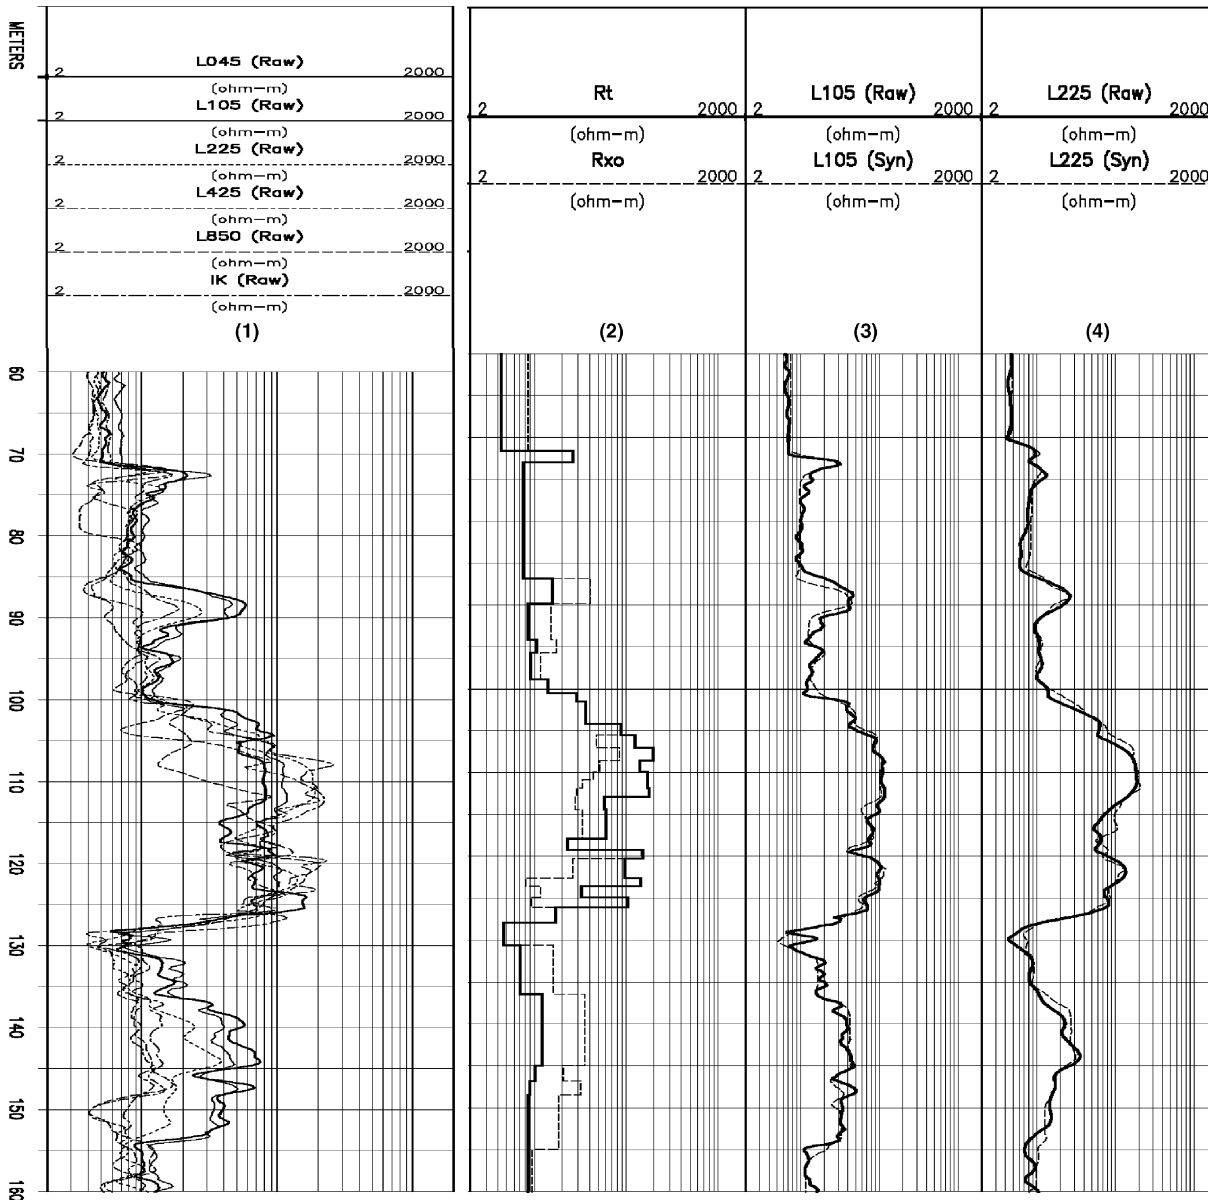 METERS
L045 (Raw)
2 2000
(ohm-m)
L105 (Raw)
2 2000
(ohm-m)
L225 (Raw)
2 2000
(ohm-m)
L425 (Raw)
2 2000
(ohm-m)
L850 (Raw)
2 2000
(ohm-m)
IK (Raw)
2 2000
(ohm-m)
(1)
Rt
2 2000
(ohm-m)
Rxo
2 2000
(ohm-m)
(2)
L105 (Raw)
2 2000
(ohm-m)
L105 (Syn)
2 2000
(ohm-m)
(3)
L225 (Raw)
2 2000
(ohm-m)
L225 (Syn)
2 2000
(ohm-m)
(4)
60
70
80
90
100
110
120
130
140
150
160